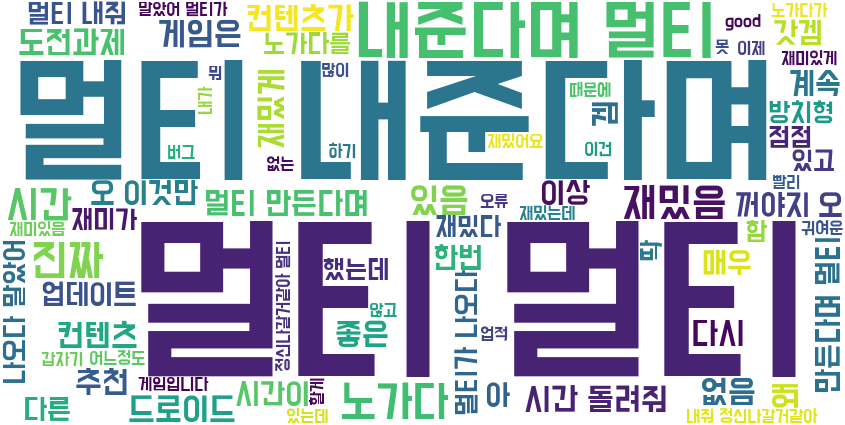 멀티 내줘
말았어 멀티가
컨텐츠가
내준다며 멀티
good
노가다가
도전과제
게임은
노가다를
못
이제
갓겜
재미있게
멀티 내준다며
뭐
내가
재밌게
많이
때문에
겜
계속
방치형
버그
하기
재밌어요
점점
없는
이건
있고
시간
오 이것만
멀티 만든다며
있음
오류
이상
재밌음
빨리
꺼야지 오
재미있음
재미가
재밌다
재밌는데
함
귀여운
나오다 말았어
진짜
멀티 멀티
정신나갈거같아 멀티
했는데
한번
딱
매우
만든다며 멀티
업데이트
않고
멀티가 나오다
컨텐츠
좋은
업적
다시
갑자기
어느정도
추천
게임입니다
시간이
할게
노가다
아
시간 돌려줘
없음
다른
드로이드
있는데
내줘 정신나갈거같아